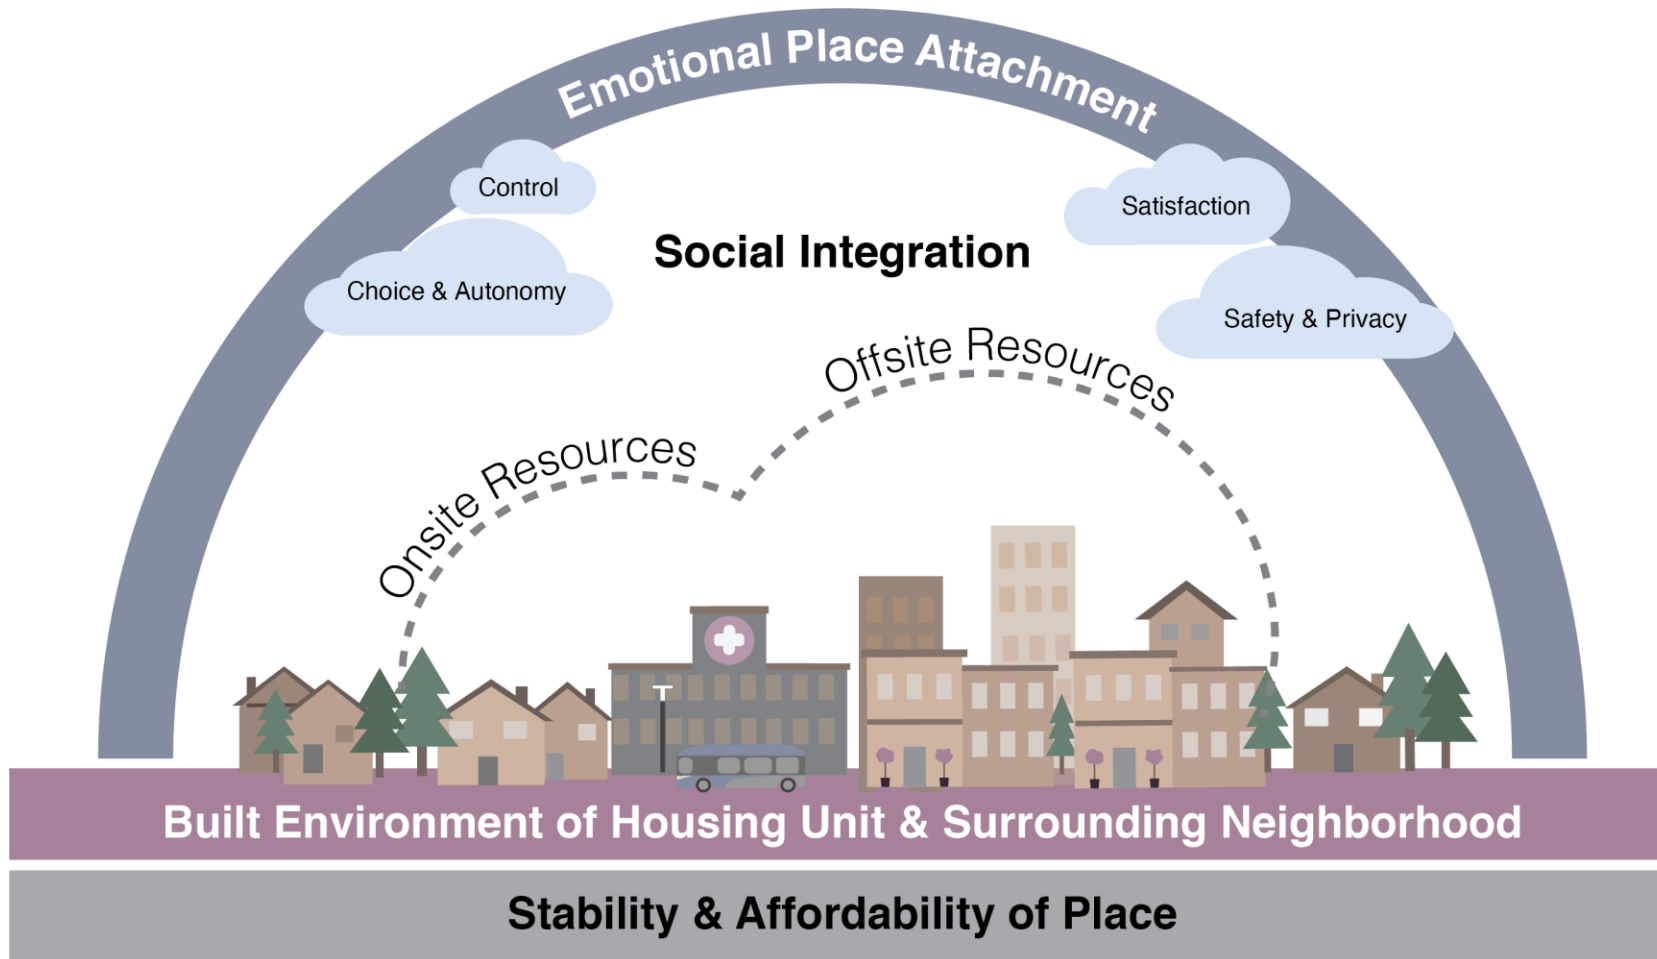 Emotional Place Attachment
Control
Satisfaction
Social Integration
Choice & Autonomy
Safety & Privacy
Offsite Resources
Onsite Resources
Built Environment of Housing Unit & Surrounding Neighborhood
Stability & Affordability of Place